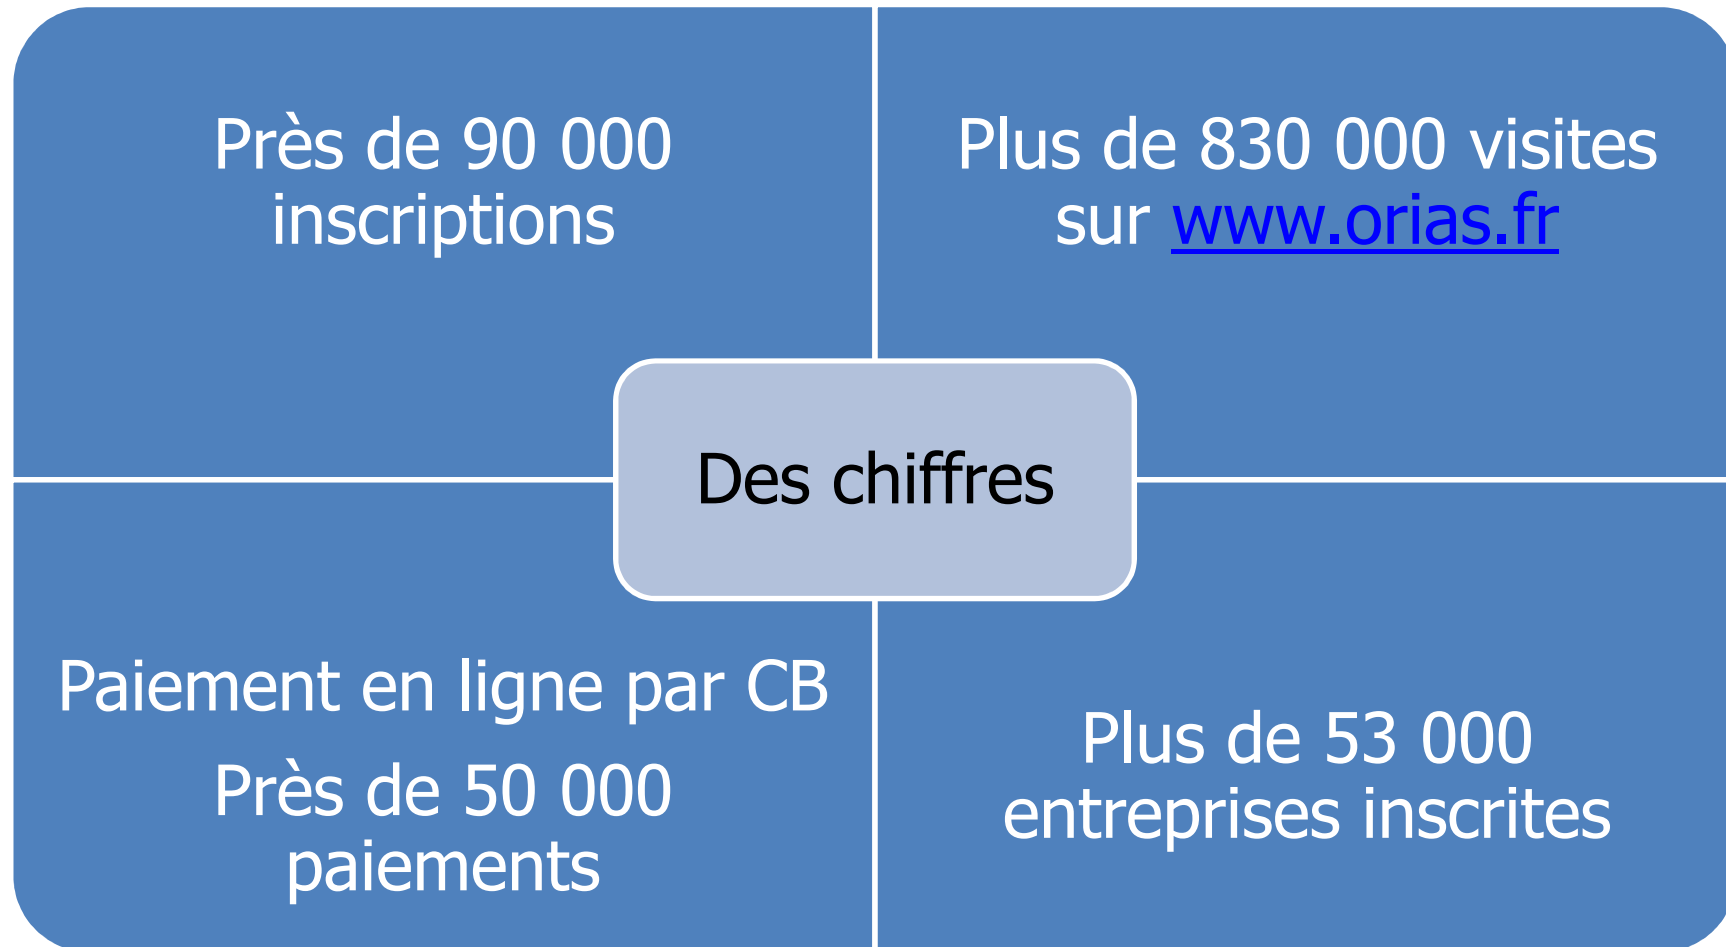 Près de 90 000
inscriptions
Plus de 830 000 visites
sur www.orias.fr
Des chiffres
Paiement en ligne par CB
Près de 50 000
paiements
Plus de 53 000
entreprises inscrites